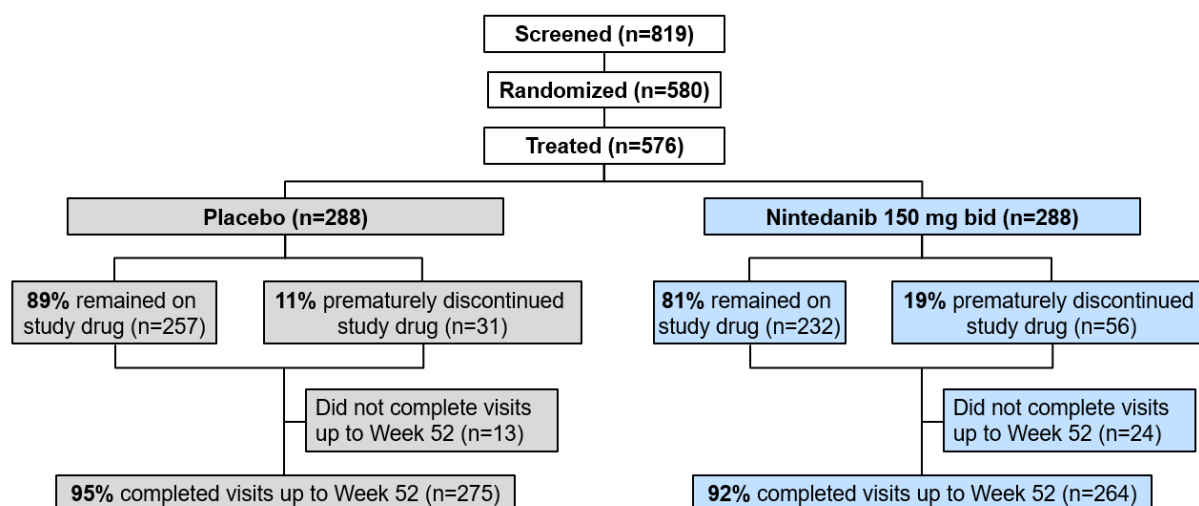 Screened (n=819)
Randomized (n=580)
Treated (n=576)
Placebo (n=288)
Nintedanib 150 mg bid (n=288)
89% remained on
study drug (n=257)
11% prematurely discontinued
study drug (n=31)
81% remained on
study drug (n=232)
19% prematurely discontinued
study drug (n=56)
Did not complete visits
up to Week 52 (n=13)
Did not complete visits
up to Week 52 (n=24)
95% completed visits up to Week 52 (n=275)
92% completed visits up to Week 52 (n=264)